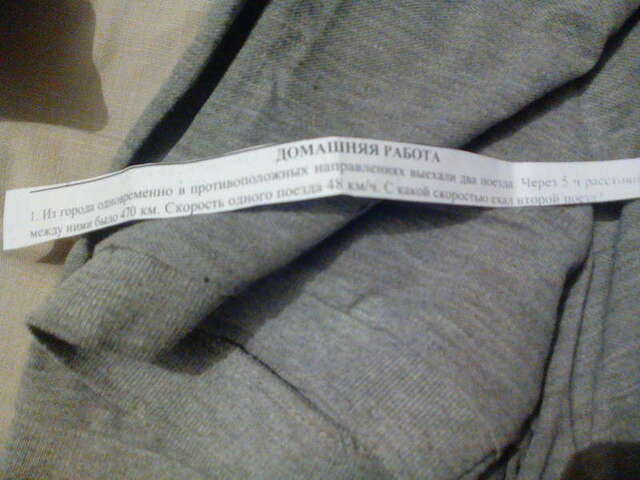 ДОМАШНЯЯ РАБОТА
1. Из города одновременно в противоположных направлениях выехали два поезда. Через 5 ч
между ними было 470 км. Скорость одного поезда 48 км/ч. С какой скоростью ехал второй поезд?